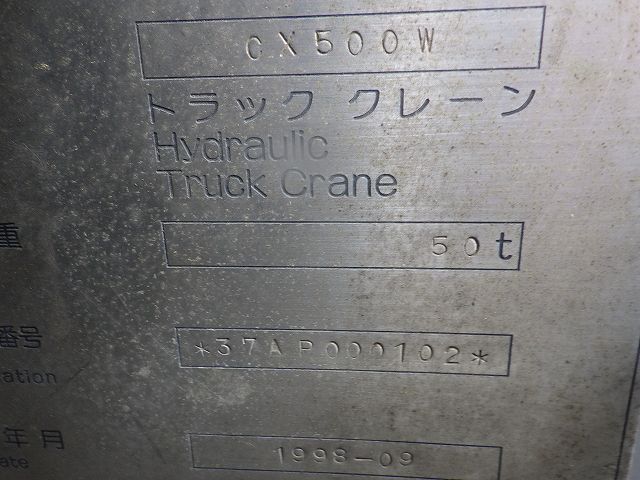 CX500W
トラック クレーン
Hydraulic
Truck Crane
重 50t
番号 *37AP000102*
ation
年月 1998-09
ate